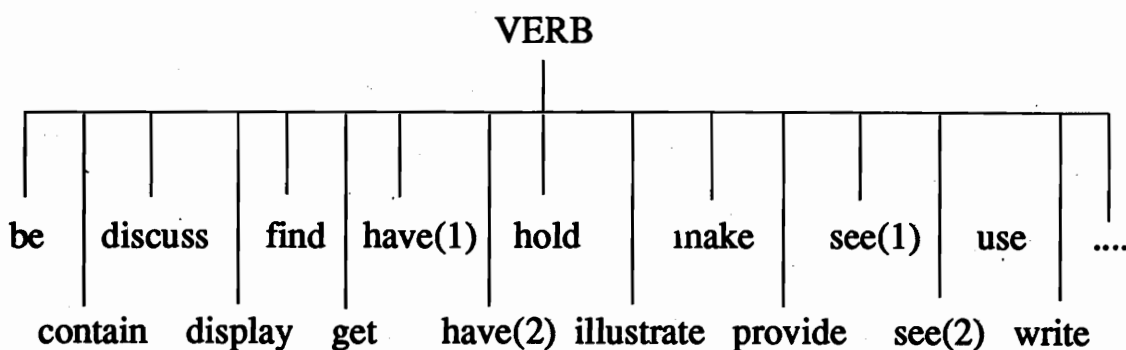 VERB
be discuss find have(1) hold make see(1) use ....
contain display get have(2) illustrate provide see(2) write